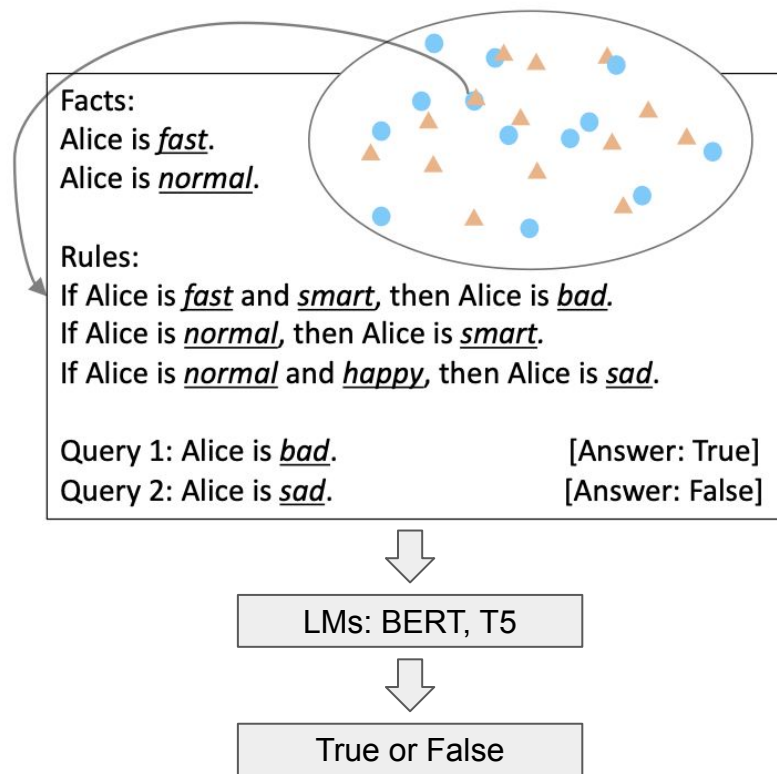 Facts:
Alice is fast.
Alice is normal.
Rules:
If Alice is fast and smart, then Alice is bad.
If Alice is normal, then Alice is smart.
If Alice is normal and happy, then Alice is sad.
Query 1: Alice is bad. [Answer: True]
Query 2: Alice is sad. [Answer: False]
LMs: BERT, T5
True or False